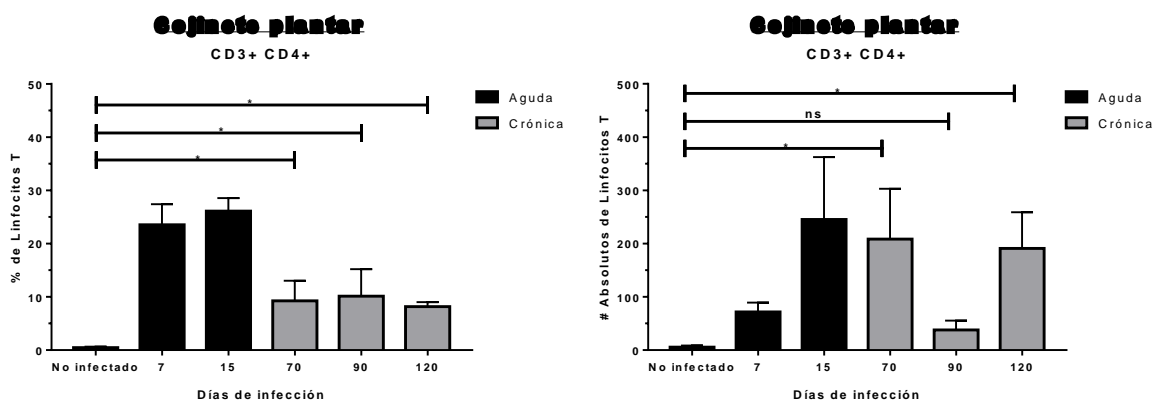 Cojinete plantar
CD3+ CD4+
% de Linfocitos T
50
40
30
20
10
0
*
*
*
Aguda
Crónica
No infectado 7 15 70 90 120
Días de infección
Cojinete plantar
CD3+ CD4+
# Absolutos de Linfocitos T
500
400
300
200
100
0
*
ns
*
Aguda
Crónica
No infectado 7 15 70 90 120
Días de infección